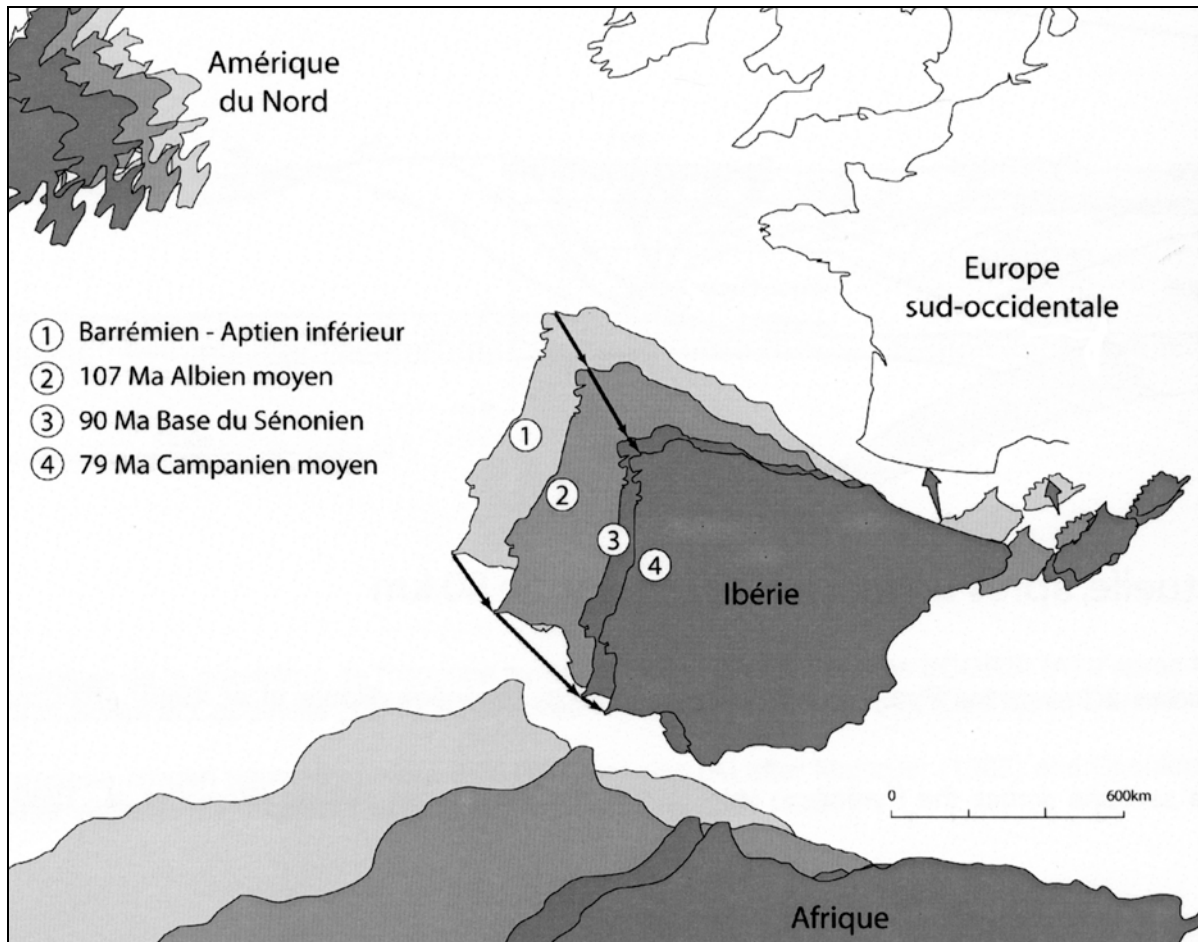 Amérique
du Nord
Europe
sud-occidentale
1 Barrémien - Aptien inférieur
2 107 Ma Albien moyen
3 90 Ma Base du Sénonien
4 79 Ma Campanien moyen
1
2
3
4
Ibérie
0 600km
Afrique